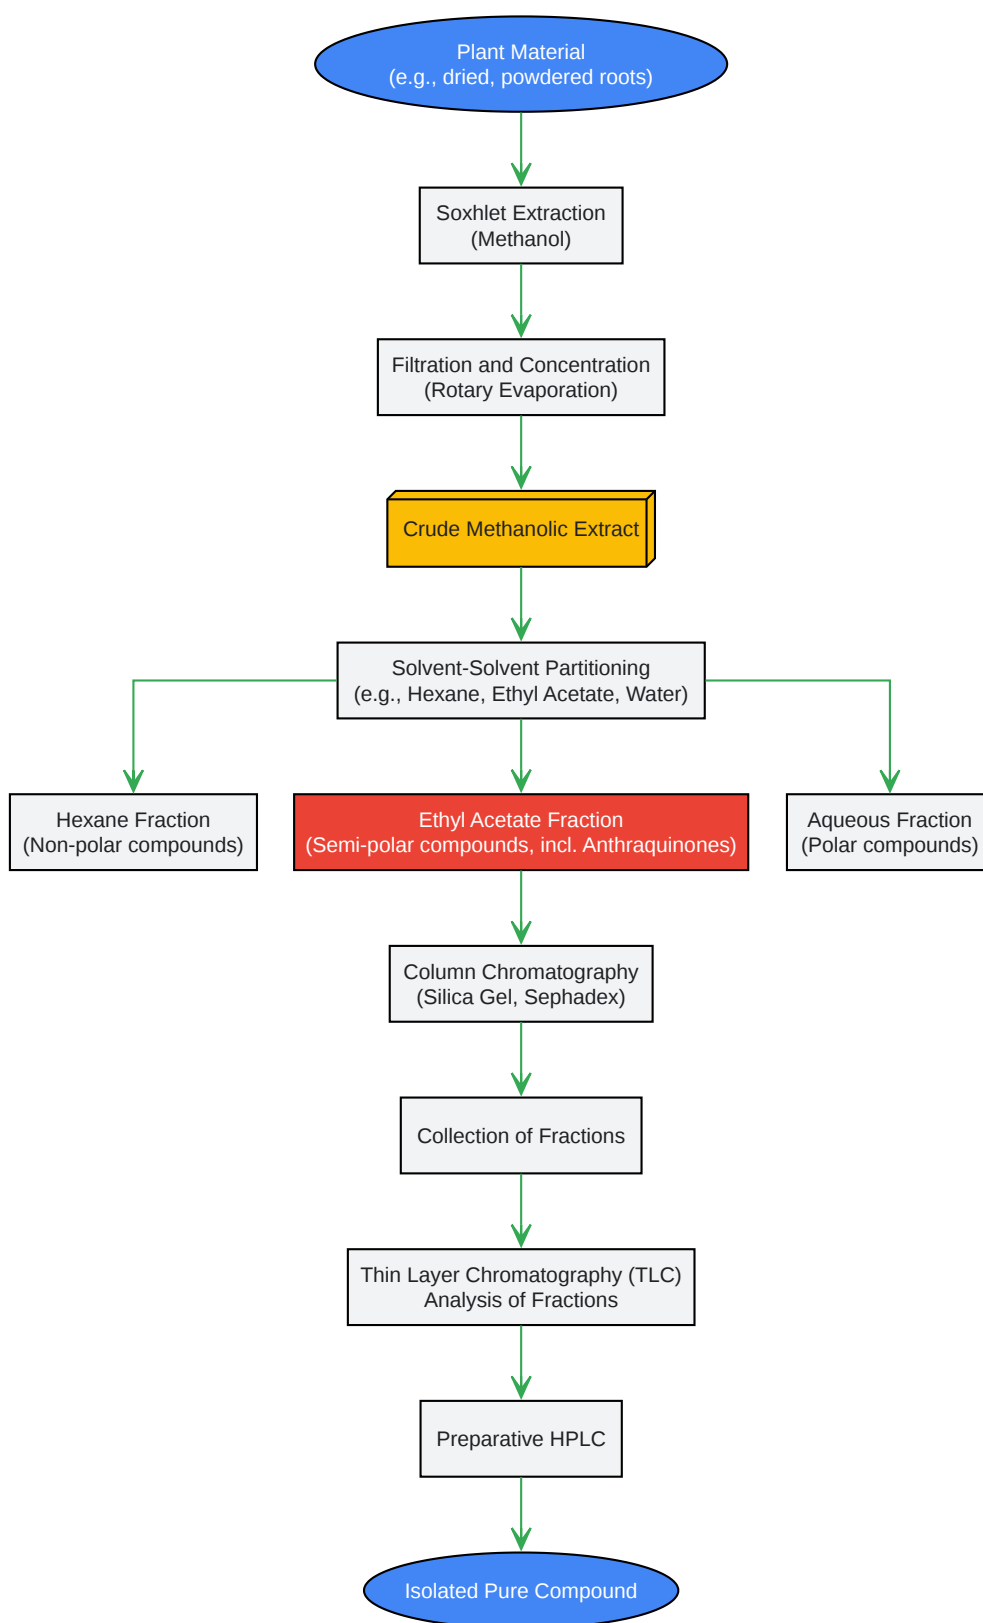 Plant Material
(e.g., dried, powdered roots)
Soxhlet Extraction
(Methanol)
Filtration and Concentration
(Rotary Evaporation)
Crude Methanolic Extract
Solvent-Solvent Partitioning
(e.g., Hexane, Ethyl Acetate, Water)
Hexane Fraction
(Non-polar compounds)
Ethyl Acetate Fraction
(Semi-polar compounds, incl. Anthraquinones)
Aqueous Fraction
(Polar compounds)
Column Chromatography
(Silica Gel, Sephadex)
Collection of Fractions
Thin Layer Chromatography (TLC)
Analysis of Fractions
Preparative HPLC
Isolated Pure Compound